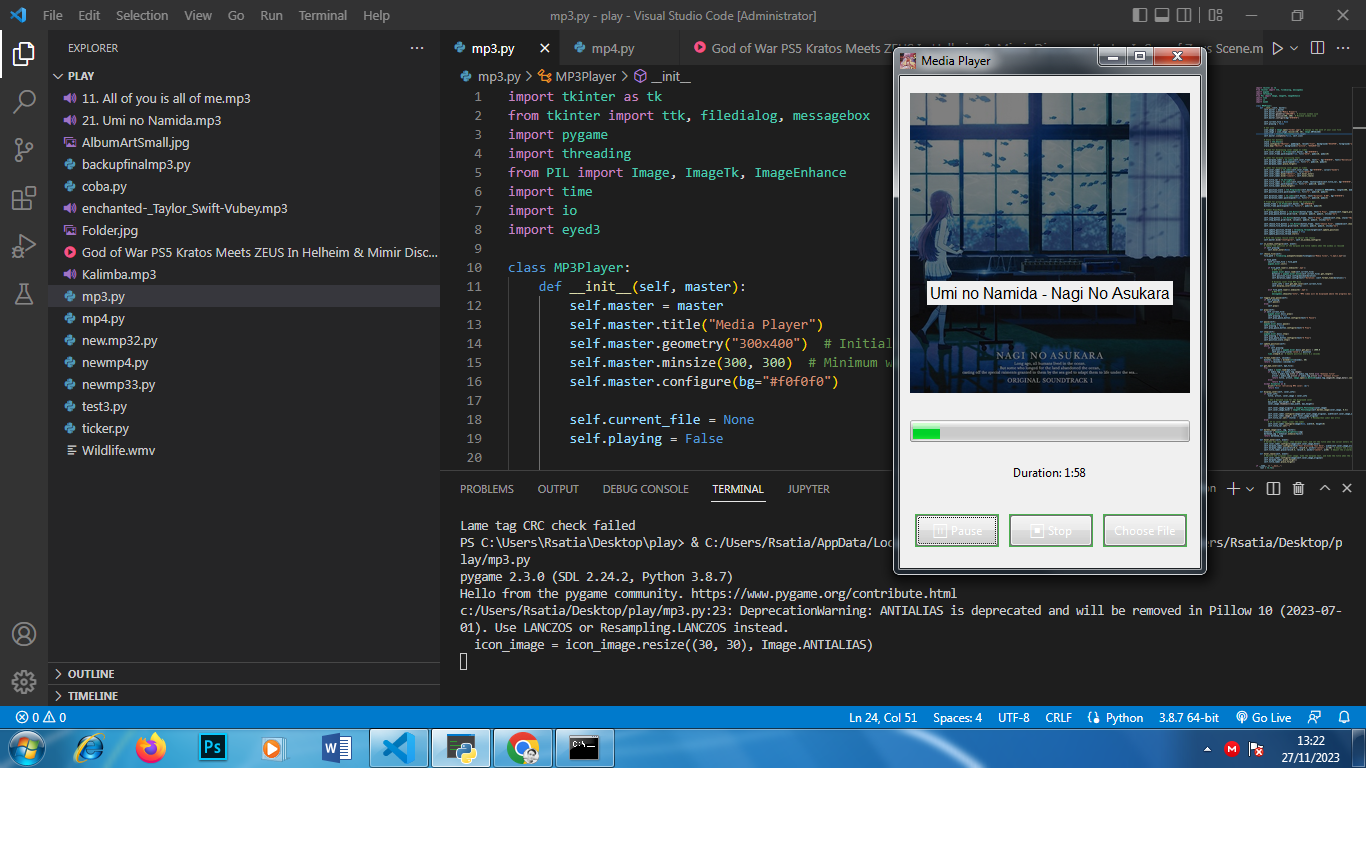 File Edit Selection View Go Run Terminal Help
mp3.py - play - Visual Studio Code [Administrator]
EXPLORER
PLAY
11. All of you is all of me.mp3
21. Umi no Namida.mp3
AlbumArtSmall.jpg
backupfinalmp3.py
coba.py
enchanted-_Taylor_Swift-Vubey.mp3
Folder.jpg
God of War PS5 Kratos Meets ZEUS In Helheim & Mimir Disc...
Kalimba.mp3
mp3.py
mp4.py
new.mp32.py
newmp4.py
newmp33.py
test3.py
ticker.py
Wildlife.wmv
OUTLINE
TIMELINE
mp3.py
mp4.py
God of War PS5 Kratos Meets ZEUS
Scene.m
mp3.py > MP3Player > __init__
1 import tkinter as tk
2 from tkinter import ttk, filedialog, messagebox
3 import pygame
4 import threading
5 from PIL import Image, ImageTk, ImageEnhance
6 import time
7 import io
8 import eyed3
9
10 class MP3Player:
11 def __init__(self, master):
12 self.master = master
13 self.master.title("Media Player")
14 self.master.geometry("300x400") # Initial
15 self.master.minsize(300, 300) # Minimum w
16 self.master.configure(bg="#f0f0f0")
17
18 self.current_file = None
19 self.playing = False
20
PROBLEMS OUTPUT DEBUG CONSOLE TERMINAL JUPYTER
Lame tag CRC check failed
PS C:\Users\Rsatia\Desktop\play> & C:/Users/Rsatia/AppData/Loc
rs/Rsatia/Desktop/p
lay/mp3.py
pygame 2.3.0 (SDL 2.24.2, Python 3.8.7)
Hello from the pygame community. https://www.pygame.org/contribute.html
c:/Users/Rsatia/Desktop/play/mp3.py:23: DeprecationWarning: ANTIALIAS is deprecated and will be removed in Pillow 10 (2023-07-
01). Use LANCZOS or Resampling.LANCZOS instead.
icon_image = icon_image.resize((30, 30), Image.ANTIALIAS)
Media Player
Umi no Namida - Nagi No Asukara
NAGI NO ASUKARA
ORIGINAL SOUNDTRACK 1
Duration: 1:58
Pause
Stop
Choose File
0 0
Ln 24, Col 51 Spaces: 4 UTF-8 CRLF Python 3.8.7 64-bit Go Live
Ps
W
C:\
M
13:22
27/11/2023